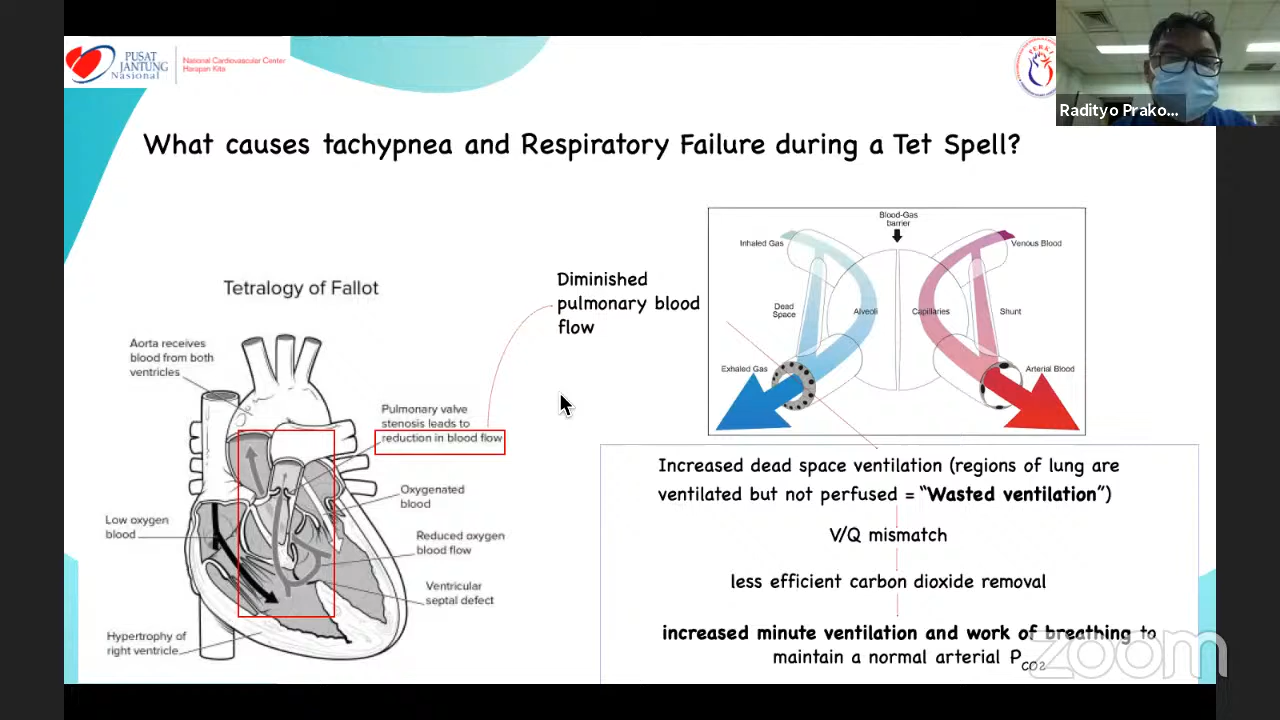 PUSAT
JANTUNG
Nasional
National Cardiovascular Center
Harapan Kita
PERKI
Radityo Prako...
What causes tachypnea and Respiratory Failure during a Tet Spell?
Tetralogy of Fallot
Aorta receives
blood from both
ventricles
Pulmonary valve
stenosis leads to
reduction in blood flow
Oxygenated
blood
Low oxygen
blood
Reduced oxygen
blood flow
Ventricular
septal defect
Hypertrophy of
right ventricle
Diminished
pulmonary blood
flow
Blood-Gas
barrier
Inhaled Gas
Venous Blood
Dead
Space
Alveoli
Capillaries
Shunt
Exhaled Gas
Arterial Blood
Increased dead space ventilation (regions of lung are
ventilated but not perfused = “Wasted ventilation”)
V/Q mismatch
less efficient carbon dioxide removal
increased minute ventilation and work of breathing to
maintain a normal arterial PCO2
zoom